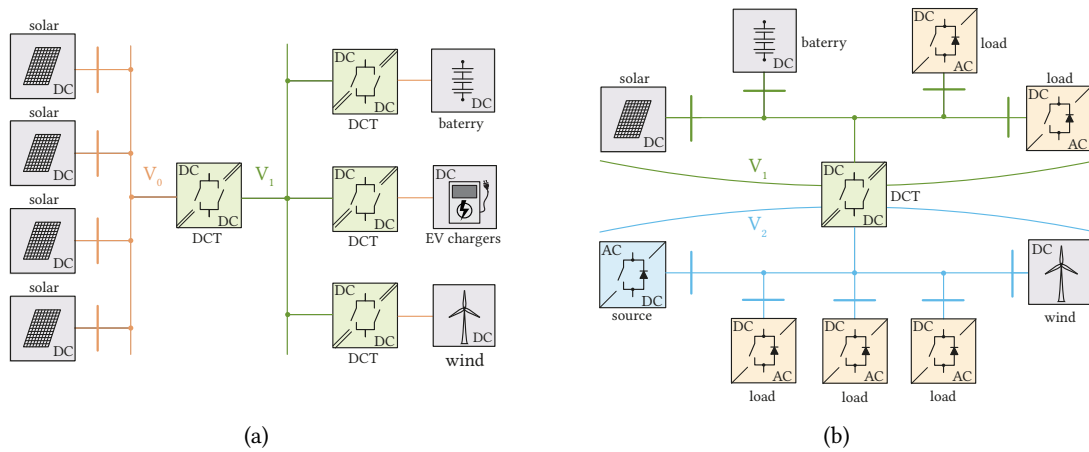 solar
DC
solar
DC
solar
DC
solar
DC
V0
DC
DC
DCT
V1
DC
DC
DCT
DC
baterry
DC
DC
DCT
DC
EV chargers
DC
DC
DCT
DC
wind
(a)
DC
baterry
DC
AC
load
solar
DC
load
DC
AC
V1
DC
DC
DCT
V2
AC
DC
source
DC
wind
DC
AC
load
DC
AC
load
DC
AC
load
(b)